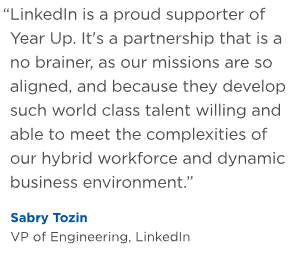 “LinkedIn is a proud supporter of
Year Up. It's a partnership that is a
no brainer, as our missions are so
aligned, and because they develop
such world class talent willing and
able to meet the complexities of
our hybrid workforce and dynamic
business environment.”
Sabry Tozin
VP of Engineering, LinkedIn